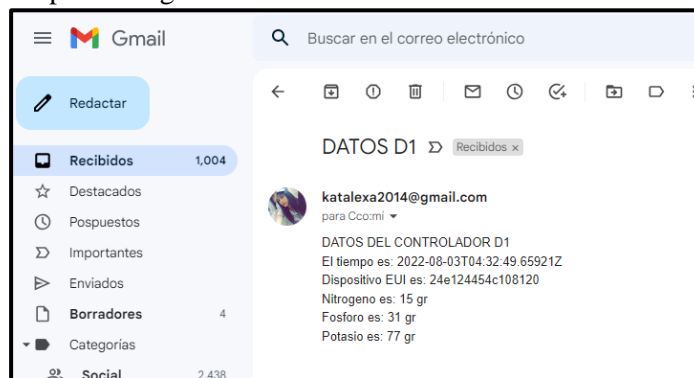 Gmail
Buscar en el correo electrónico
Redactar
Recibidos 1,004
Destacados
Pospuestos
Importantes
Enviados
Borradores 4
Categorías
Social 2,438
DATOS D1 Recibidos ×
katalexa2014@gmail.com
para Cco:mí
DATOS DEL CONTROLADOR D1
El tiempo es: 2022-08-03T04:32:49.65921Z
Dispositivo EUI es: 24e124454c108120
Nitrogeno es: 15 gr
Fosforo es: 31 gr
Potasio es: 77 gr